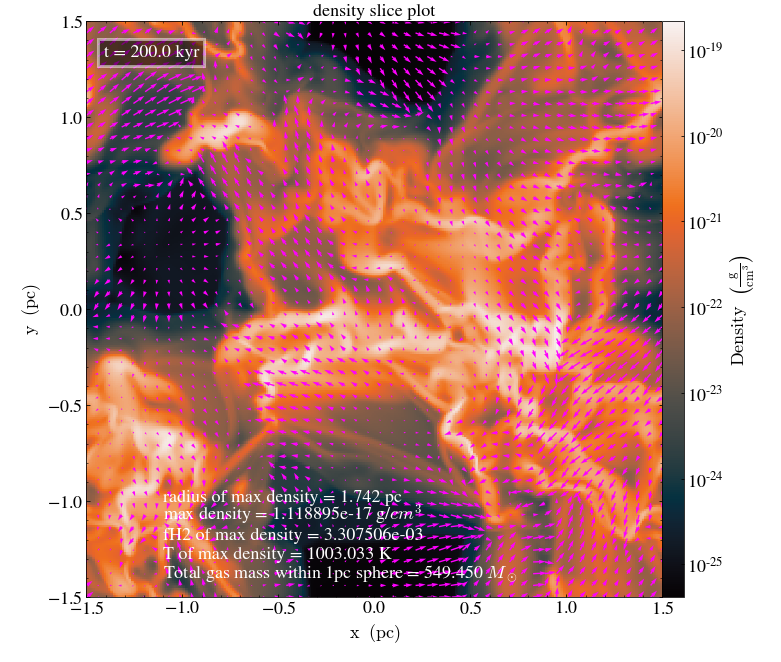 density slice plot
t = 200.0 kyr
1.5
1.0
0.5
0.0
−0.5
−1.0
−1.5
y (pc)
radius of max density = 1.742 pc
max density = 1.118895e-17 g/cm³
fH2 of max density = 3.307506e-03
T of max density = 1003.033 K
Total gas mass within 1pc sphere = 549.450 M⊙
−1.5 −1.0 −0.5 0.0 0.5 1.0 1.5
x (pc)
10⁻¹⁹
10⁻²⁰
10⁻²¹
10⁻²²
10⁻²³
10⁻²⁴
10⁻²⁵
Density (g/cm³)